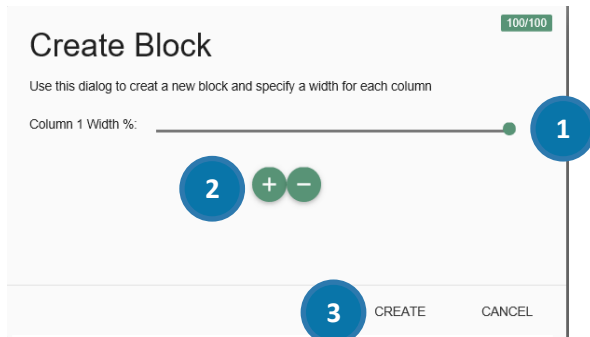 100/100
Create Block
Use this dialog to creat a new block and specify a width for each column
Column 1 Width %:
1
2
+ −
3
CREATE CANCEL